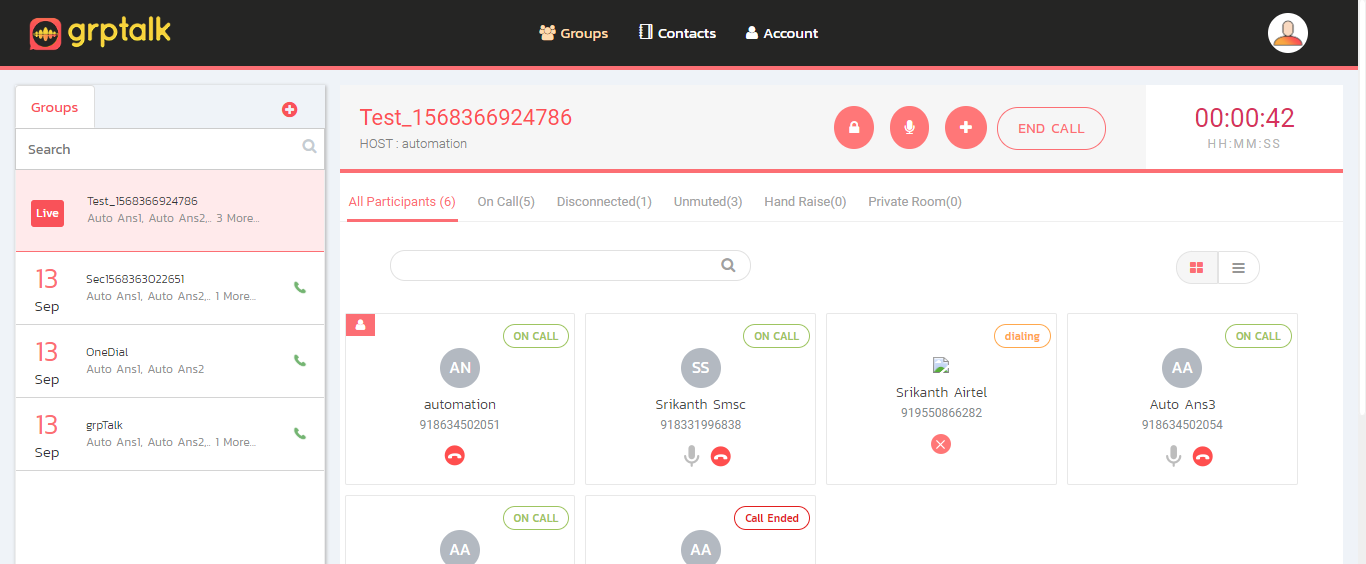 grptalk
Groups
Contacts
Account
Groups
Search
Live
Test_1568366924786
Auto Ans1, Auto Ans2,.. 3 More...
13
Sep
Sec1568363022651
Auto Ans1, Auto Ans2,.. 1 More...
13
Sep
OneDial
Auto Ans1, Auto Ans2
13
Sep
grpTalk
Auto Ans1, Auto Ans2,.. 1 More...
Test_1568366924786
HOST : automation
END CALL
00:00:42
HH:MM:SS
All Participants (6)
On Call(5)
Disconnected(1)
Unmuted(3)
Hand Raise(0)
Private Room(0)
ON CALL
AN
automation
918634502051
ON CALL
SS
Srikanth Smsc
918331996838
dialing
Srikanth Airtel
919550866282
ON CALL
AA
Auto Ans3
918634502054
ON CALL
AA
Call Ended
AA